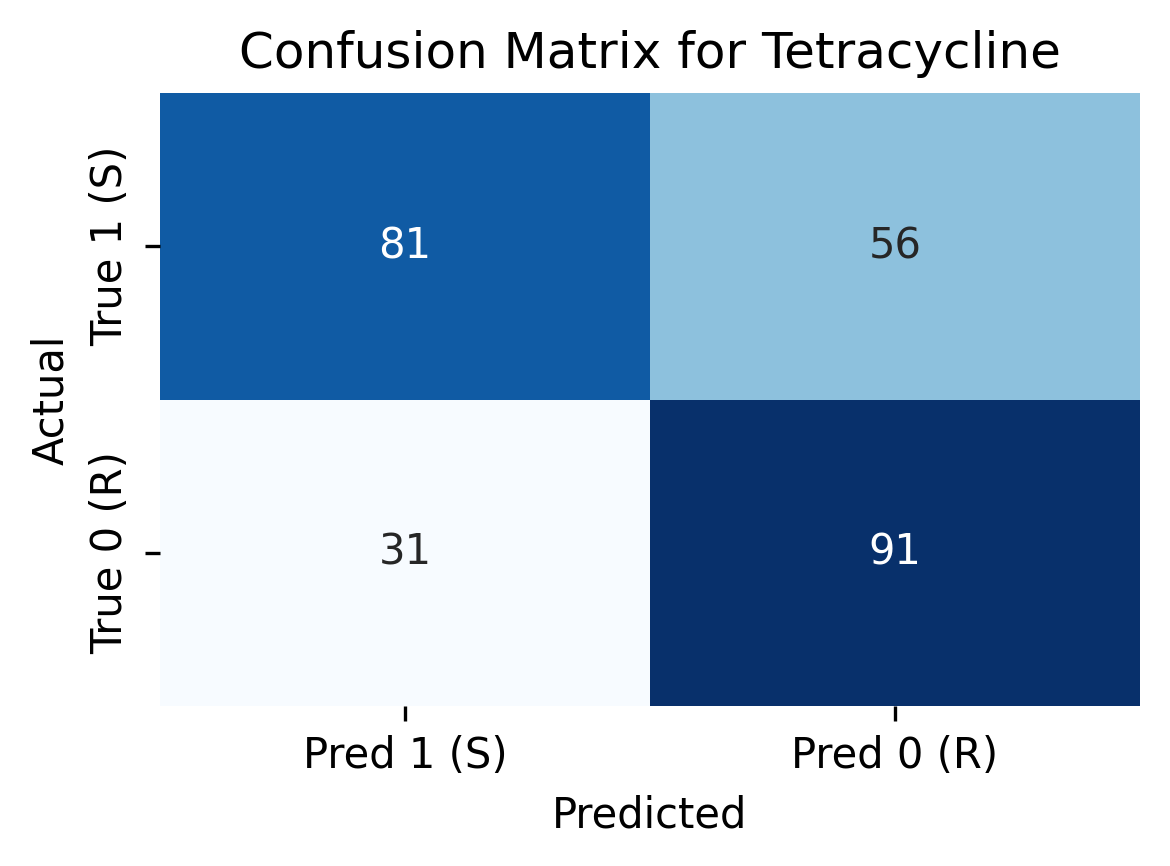 Confusion Matrix for Tetracycline
Actual
True 1 (S)
81
56
True 0 (R)
31
91
Pred 1 (S)
Pred 0 (R)
Predicted